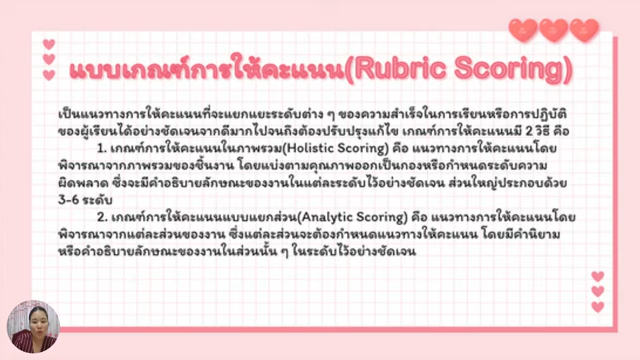 แบบเกณฑ์การให้คะแนน(Rubric Scoring)
เป็นแนวทางการให้คะแนนที่จะแยกแยะระดับต่าง ๆ ของความสำเร็จในการเรียนหรือการปฏิบัติ
ของผู้เรียนได้อย่างชัดเจนจากดีมากไปจนถึงต้องปรับปรุงแก้ไข เกณฑ์การให้คะแนนมี 2 วิธี คือ
1. เกณฑ์การให้คะแนนในภาพรวม(Holistic Scoring) คือ แนวทางการให้คะแนนโดย
พิจารณาจากภาพรวมของชิ้นงาน โดยแบ่งตามคุณภาพออกเป็นกองหรือกำหนดระดับความ
ผิดพลาด ซึ่งจะมีคำอธิบายลักษณะของงานในแต่ละระดับไว้อย่างชัดเจน ส่วนใหญ่ประกอบด้วย
3-6 ระดับ
2. เกณฑ์การให้คะแนนแบบแยกส่วน(Analytic Scoring) คือ แนวทางการให้คะแนนโดย
พิจารณาจากแต่ละส่วนของงาน ซึ่งแต่ละส่วนจะต้องกำหนดแนวทางให้คะแนน โดยมีคำนิยาม
หรือคำอธิบายลักษณะของงานในส่วนนั้น ๆ ในระดับไว้อย่างชัดเจน